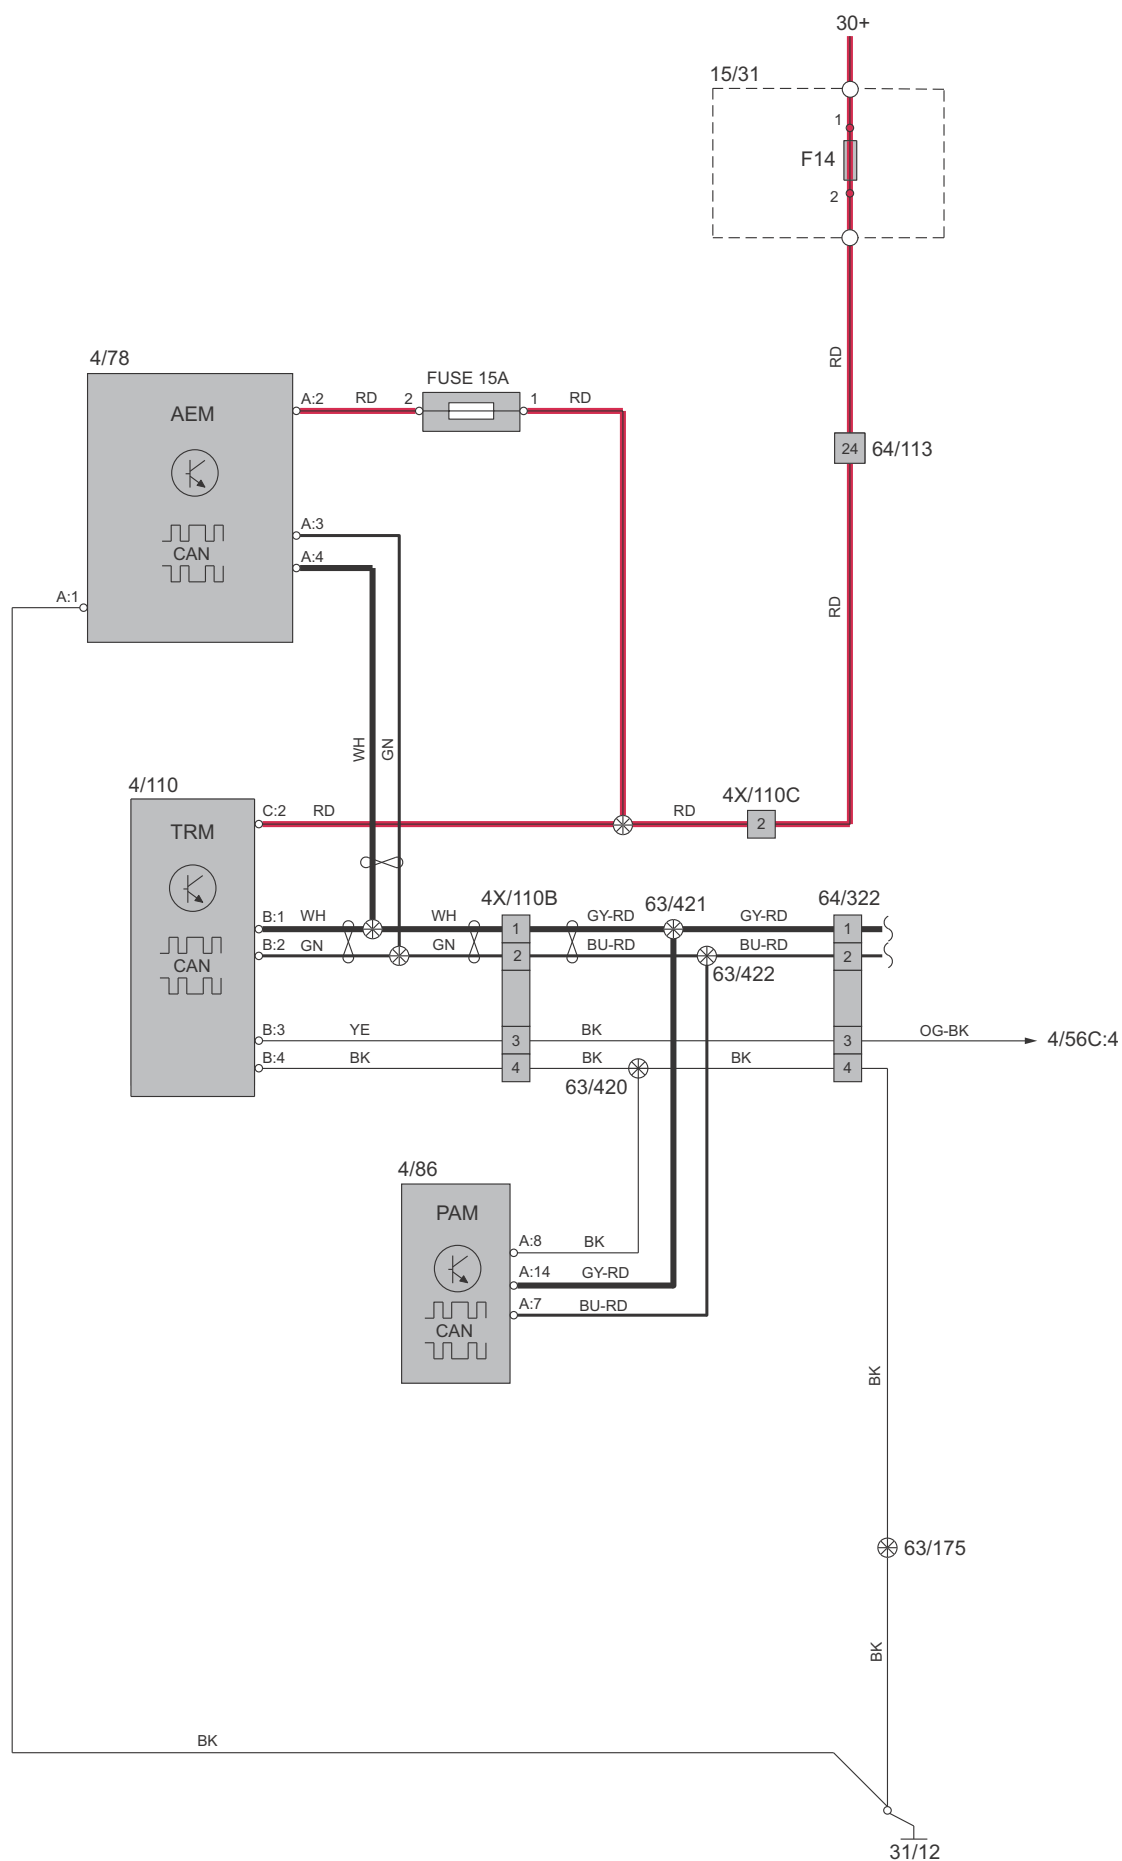 30+
15/31
1
F14
2
RD
4/78
FUSE 15A
AEM
A:2 RD 2 1 RD
24 64/113
A:3
CAN
A:4
A:1
RD
WH GN
4/110
4X/110C
C:2 RD RD 2
TRM
4X/110B 63/421 64/322
B:1 WH WH 1 GY-RD GY-RD 1
B:2 GN GN 2 BU-RD BU-RD 2
CAN
63/422
B:3 YE 3 BK 3 OG-BK 4/56C:4
B:4 BK 4 BK BK 4
63/420
4/86
PAM
A:8 BK
A:14 GY-RD
A:7 BU-RD
CAN
BK
63/175
BK
BK
31/12